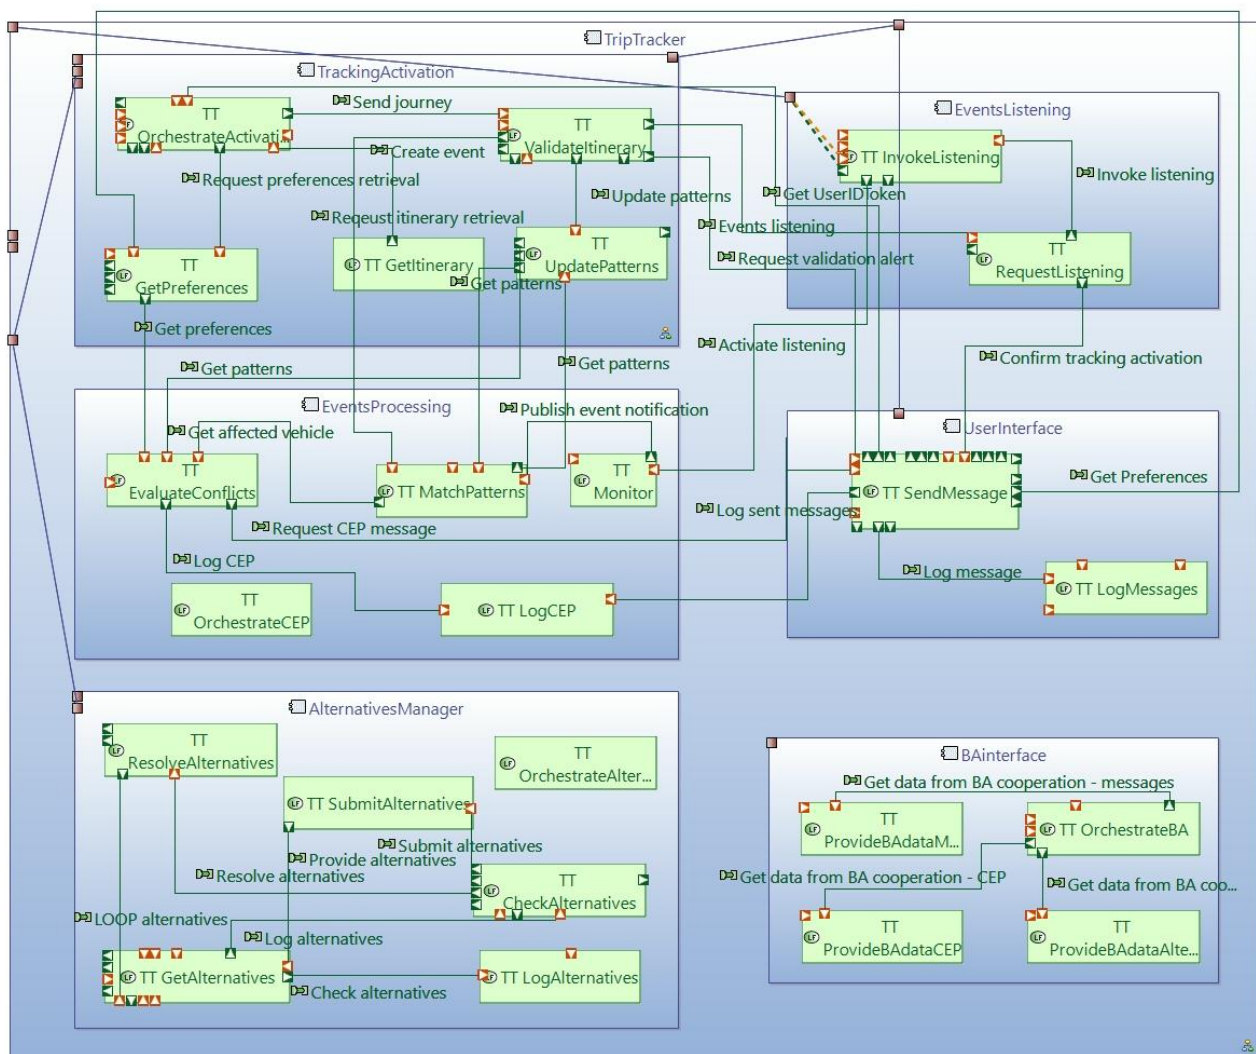 TripTracker
TrackingActivation
TT
OrchestrateActivati...
Send journey
TT
ValidateItinerary
Create event
Request preferences retrieval
Update patterns
Reqeust itinerary retrieval
TT
GetPreferences
TT GetItinerary
TT
UpdatePatterns
Get patterns
Get preferences
Get patterns
Get patterns
EventsListening
TT InvokeListening
Invoke listening
Get UserIDToken
Events listening
Request validation alert
TT
RequestListening
Activate listening
Confirm tracking activation
EventsProcessing
Publish event notification
Get affected vehicle
TT
EvaluateConflicts
TT MatchPatterns
TT
Monitor
Request CEP message
Log CEP
TT
OrchestrateCEP
TT LogCEP
UserInterface
TT SendMessage
Get Preferences
Log sent messages
Log message
TT LogMessages
AlternativesManager
TT
ResolveAlternatives
TT
OrchestrateAlter...
TT SubmitAlternatives
Submit alternatives
Provide alternatives
Resolve alternatives
TT
CheckAlternatives
LOOP alternatives
Log alternatives
TT GetAlternatives
TT LogAlternatives
Check alternatives
BAinterface
Get data from BA cooperation - messages
TT
ProvideBAdataM...
TT OrchestrateBA
Get data from BA cooperation - CEP
Get data from BA coo...
TT
ProvideBAdataCEP
TT
ProvideBAdataAlte...